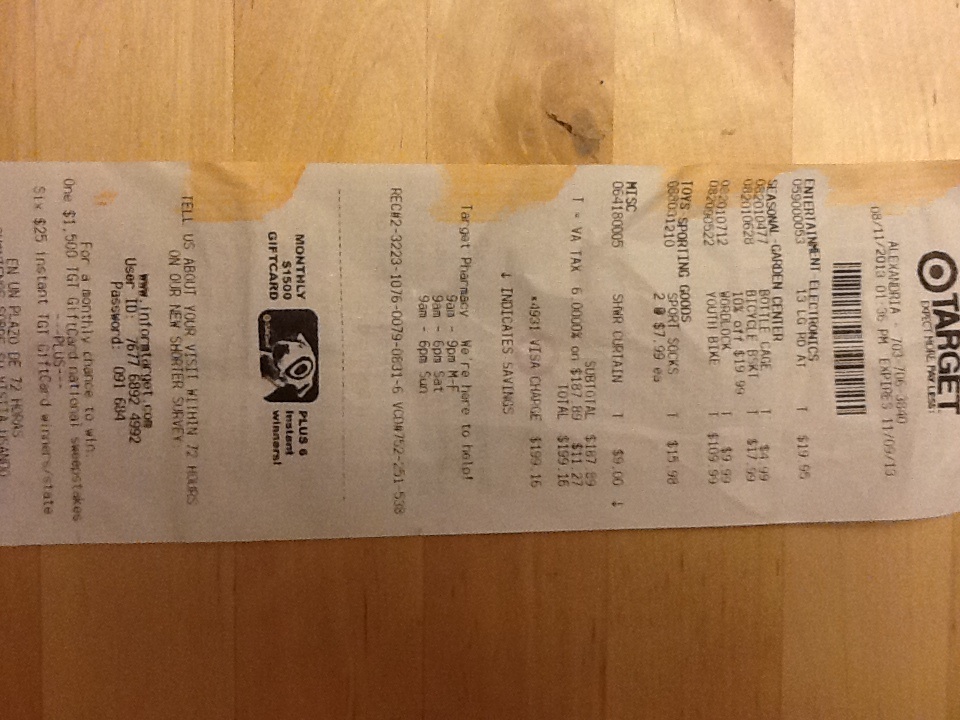 TARGET
EXPECT MORE. PAY LESS.
ALEXANDRIA - 703-706-3840
08/11/2013 01:36 PM EXPIRES 11/09/13
ENTERTAINMENT ELECTRONICS
059000053 13 LG RD AT T $19.95
SEASONAL-GARDEN CENTER
082010477 BOTTLE CAGE T $4.99
082010628 BICYCLE BSKT T $17.99
10% off $19.99
082010712 WORDLOCK T $9.99
082093522 YOUTH BIKE T $109.99
TOYS SPORTING GOODS
088031210 SPORT SOCKS T $15.98
2 @ $7.99 ea
MISC
064180005 SHWR CURTAIN T $9.00 ↓
SUBTOTAL $187.89
T = VA TAX 6.0000% on $187.89 $11.27
TOTAL $199.16
*4931 VISA CHARGE $199.16
↓ INDICATES SAVINGS
Target Pharmacy. We're here to help!
9am - 9pm M-F
9am - 6pm Sat
9am - 6pm Sun
REC#2-3223-1076-0079-0831-6 VCD#752-251-538
MONTHLY
$1500
GIFTCARD
PLUS 6
Instant
winners!
TELL US ABOUT YOUR VISIT WITHIN 72 HOURS
ON OUR NEW SHORTER SURVEY
www.informtarget.com
User ID: 7677 6892 4992
Password: 091 684
For a monthly chance to win:
One $1,500 TGT GiftCard national sweepstakes
---PLUS---
Six $25 instant TGT GiftCard winners/state
EN UN PLAZO DE 72 HORAS